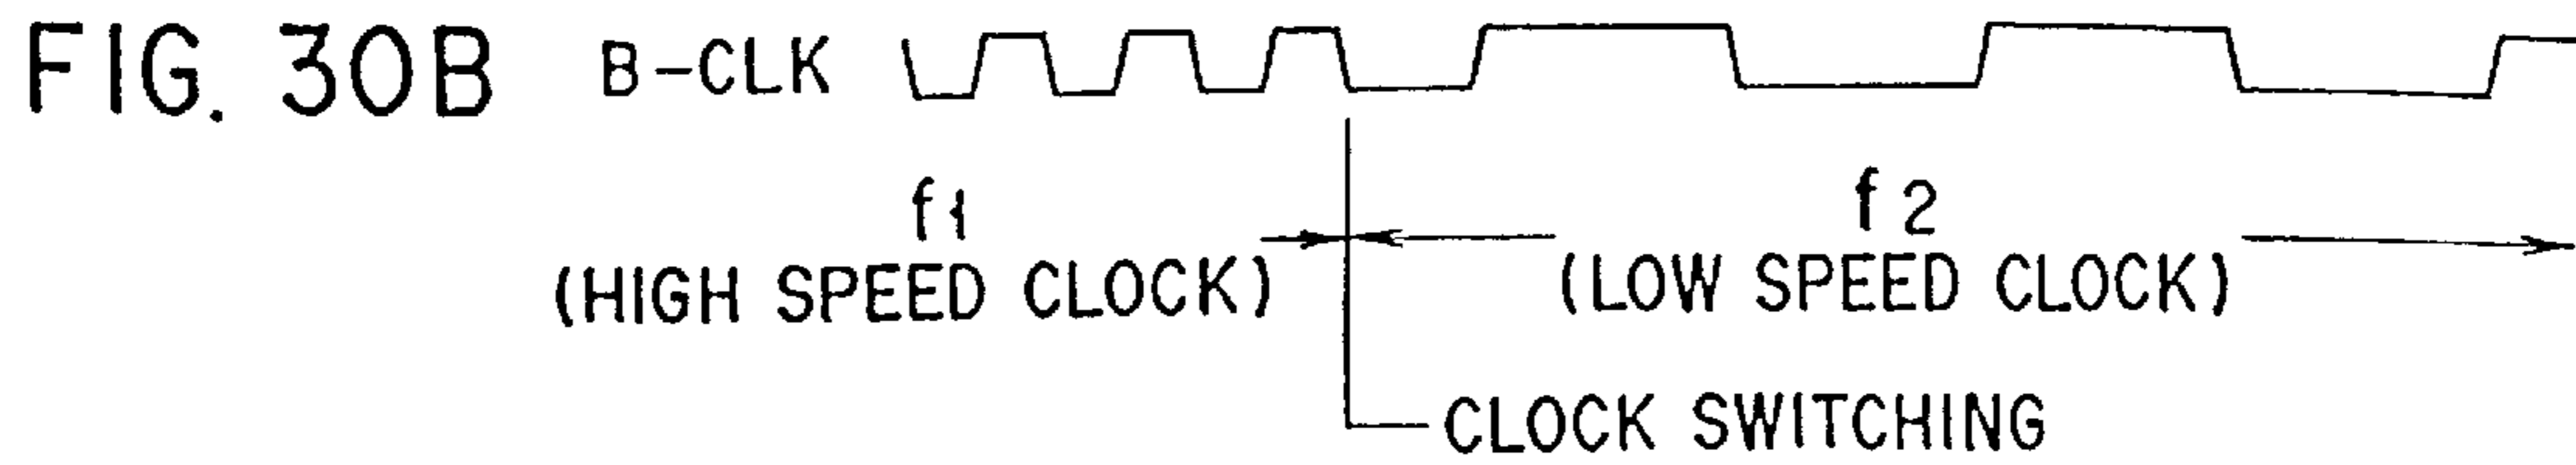 FIG. 30B
B-CLK
f1
(HIGH SPEED CLOCK)
f2
(LOW SPEED CLOCK)
CLOCK SWITCHING